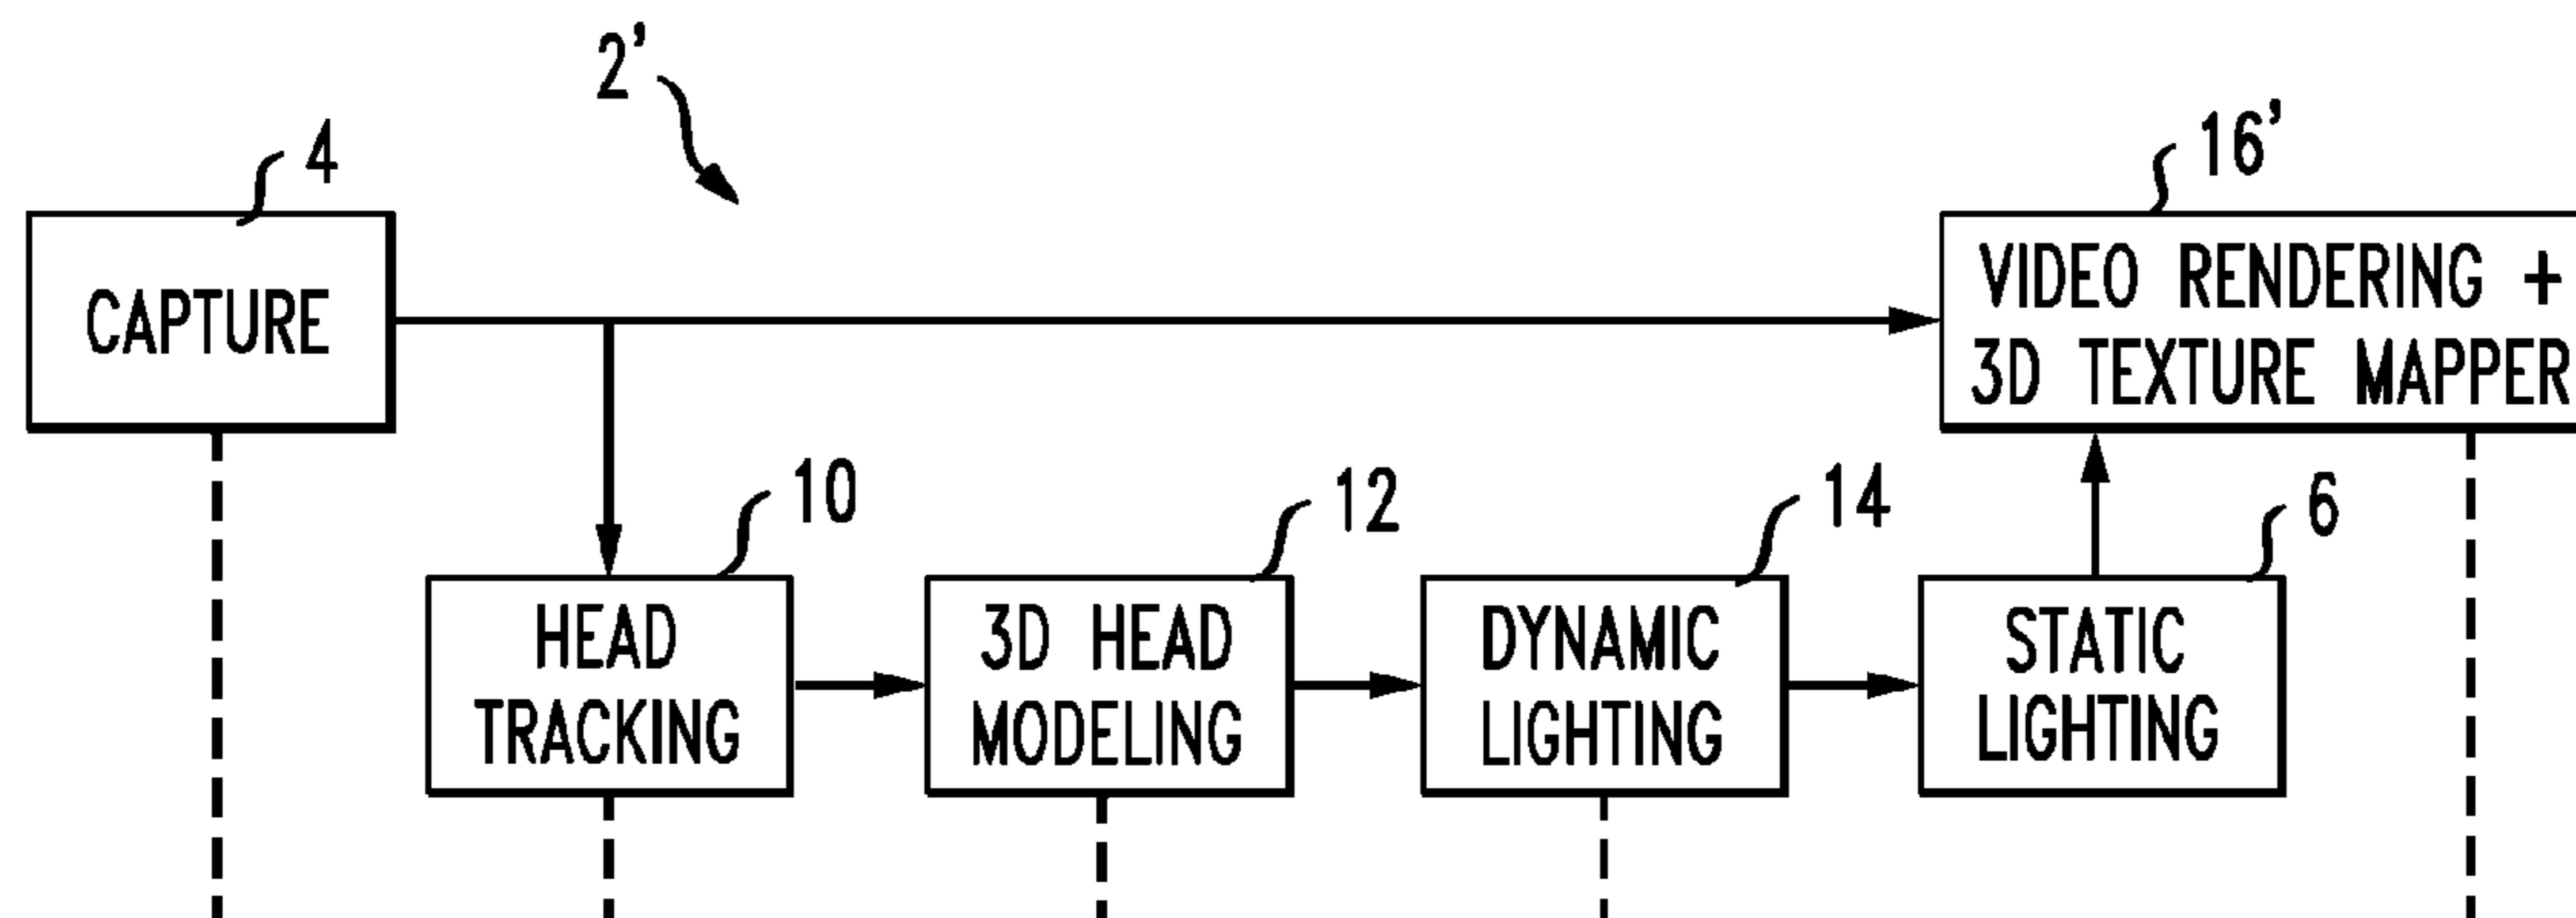 2'
4
16'
CAPTURE
VIDEO RENDERING +
3D TEXTURE MAPPER
10
12
14
6
HEAD
TRACKING
3D HEAD
MODELING
DYNAMIC
LIGHTING
STATIC
LIGHTING